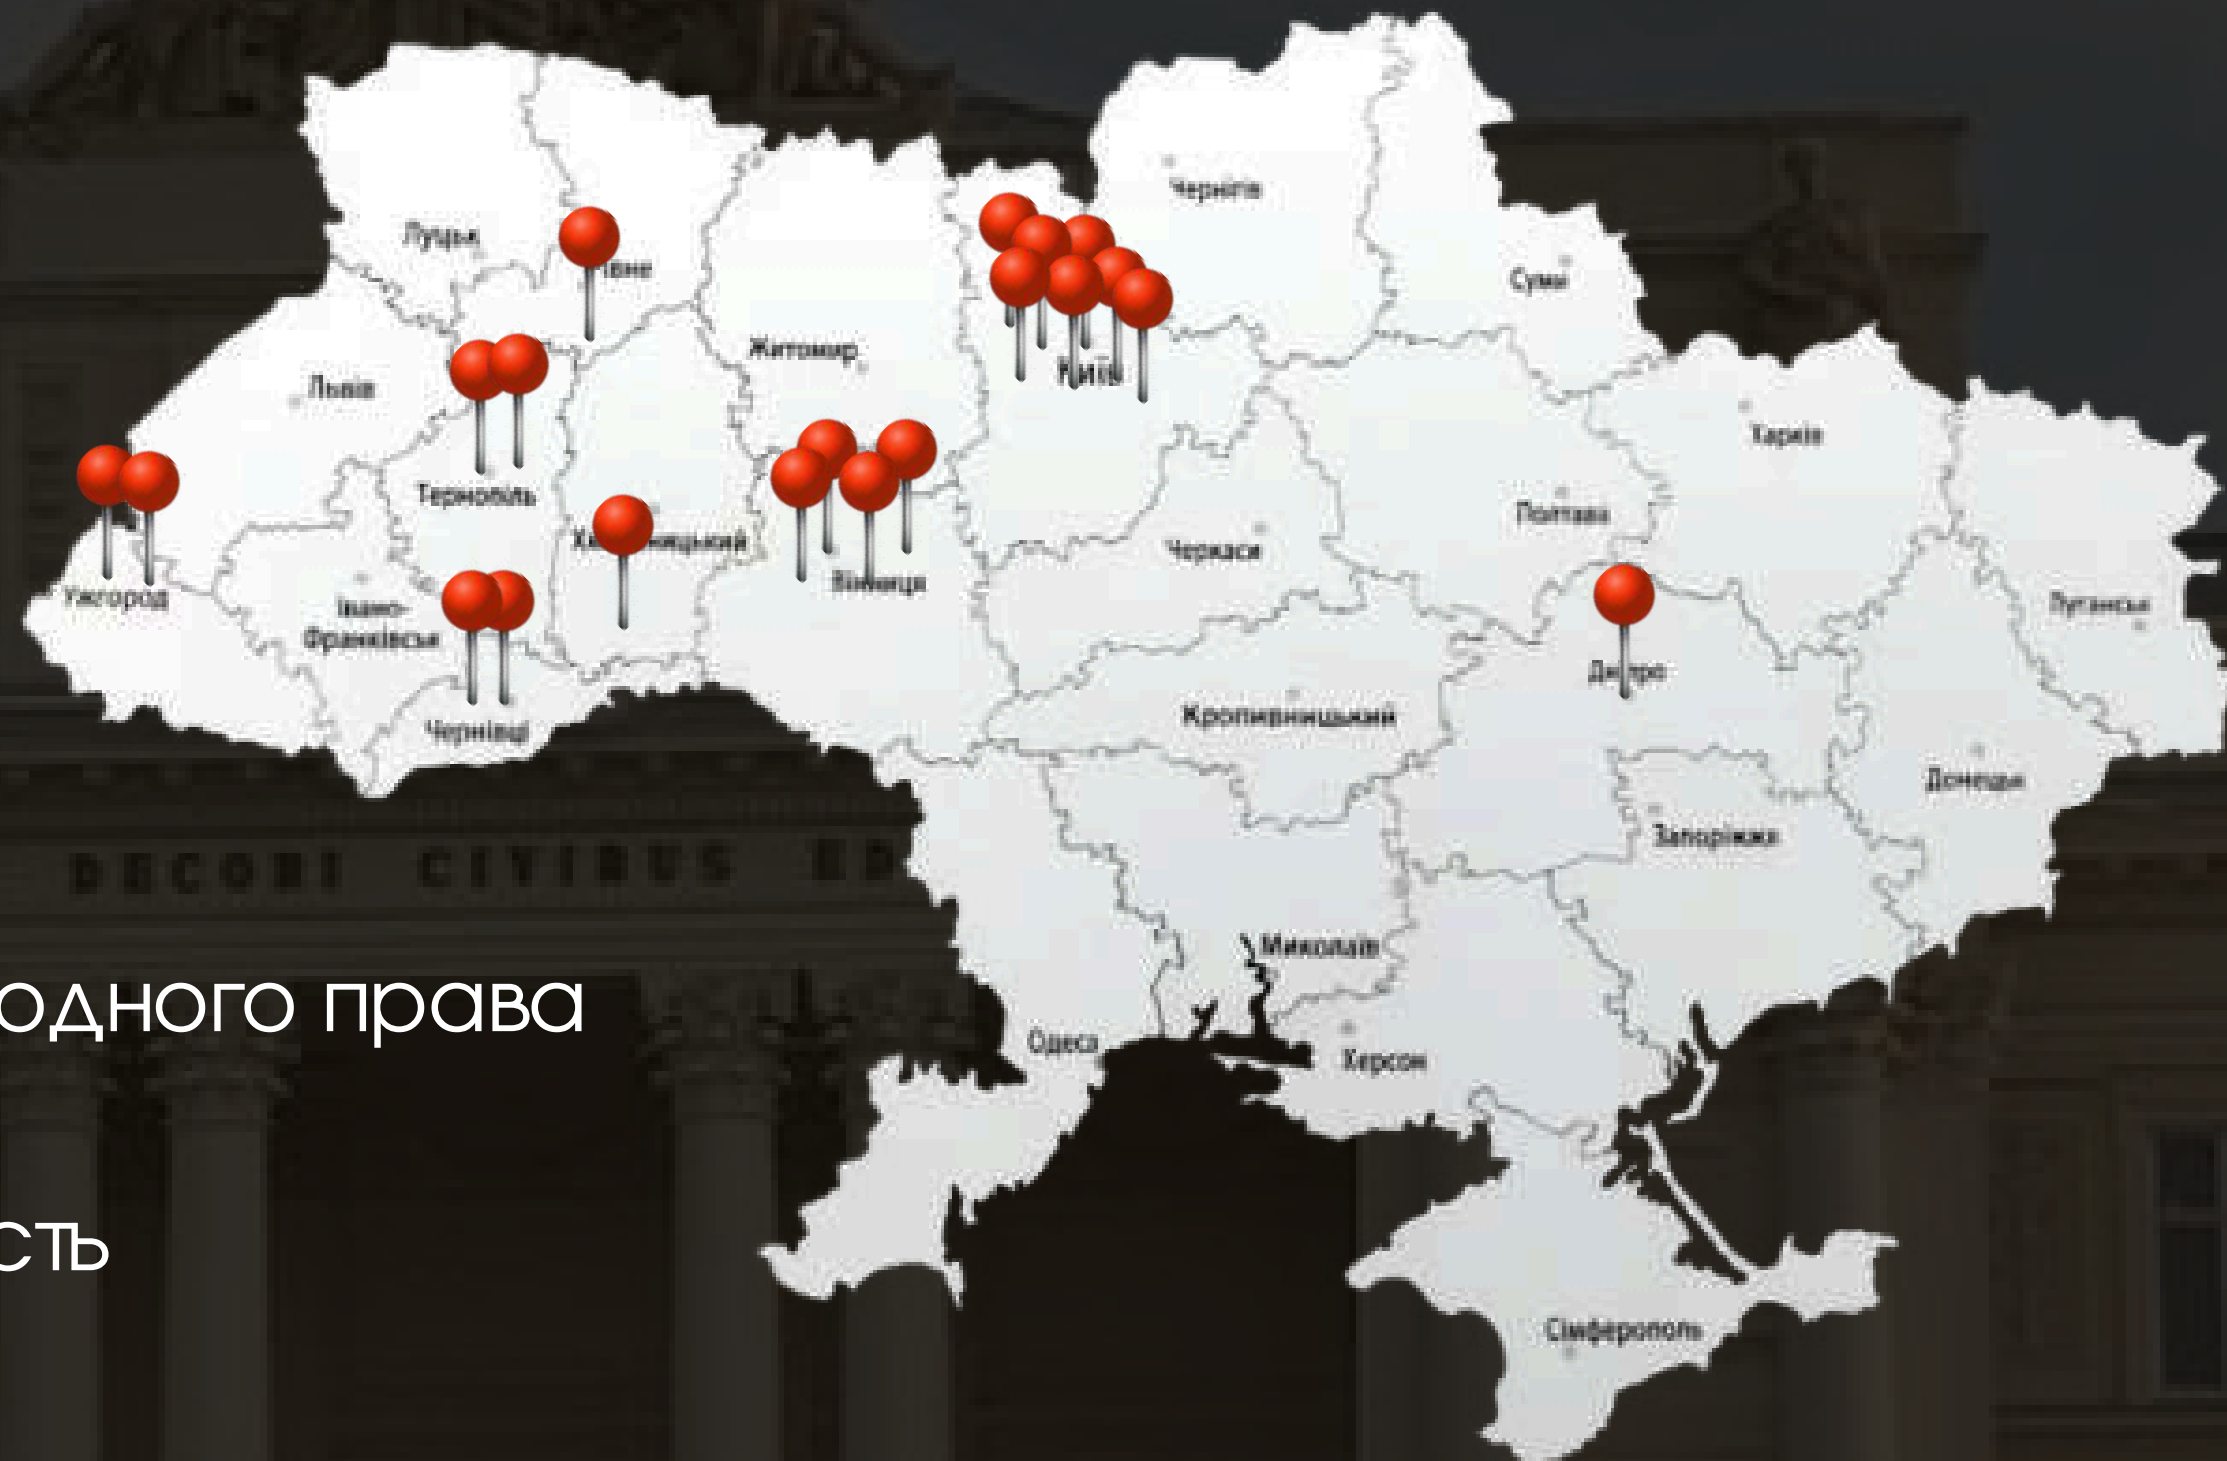 Чернігів
Луцьк
Суми
Житомир
Київ
Львів
Харків
Тернопіль
Полтава
Черкаси
Вінниця
Ужгород
Івано-
Франківськ
Луганськ
Чернівці
Кропивницький
Донецьк
Запоріжжя
DECORI CIVIBUS ED
Миколаїв
одного права
Одеса
Херсон
сть
Сімферополь